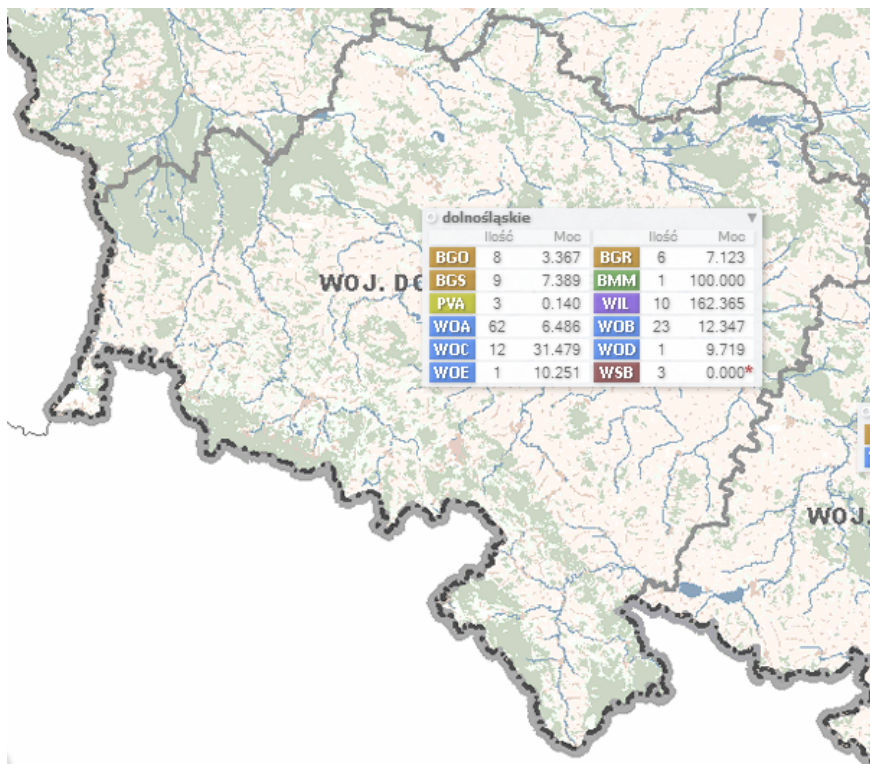 dolnośląskie
Ilość Moc Ilość Moc
BGO 8 3.367 BGR 6 7.123
BGS 9 7.389 BMM 1 100.000
PVA 3 0.140 WIL 10 162.365
WOA 62 6.486 WOB 23 12.347
WOC 12 31.479 WOD 1 9.719
WOE 1 10.251 WSB 3 0.000*
WOJ. DO
WOJ.